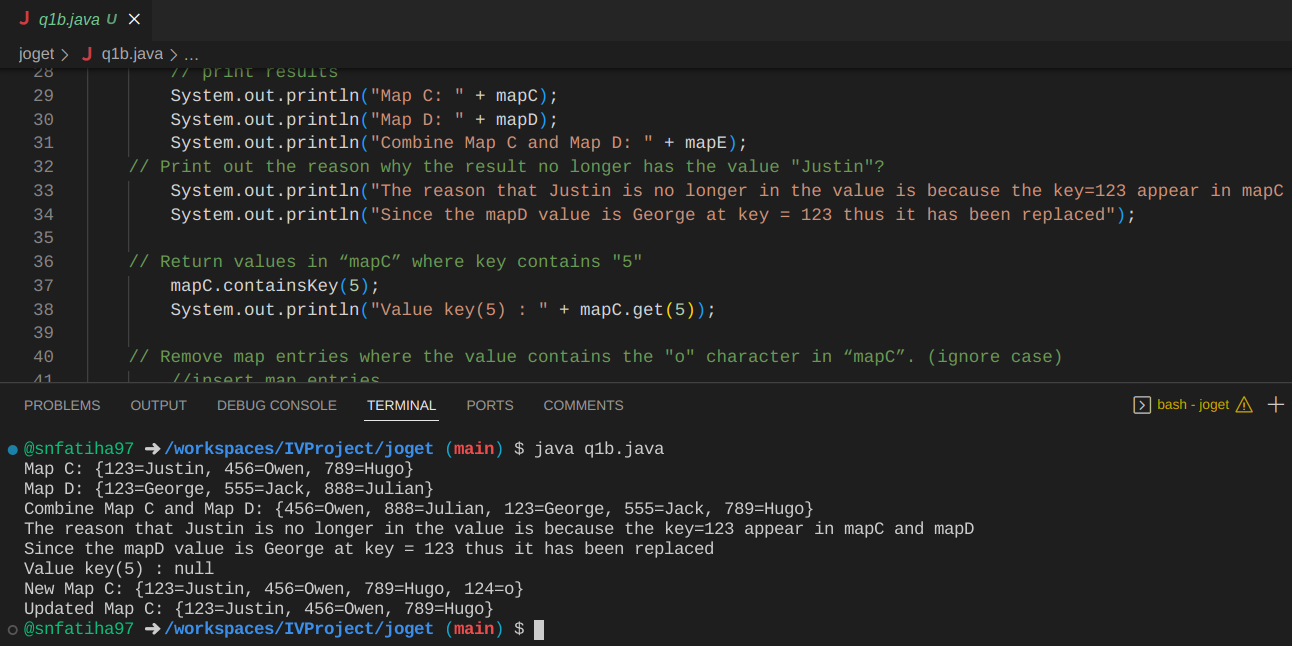 J q1b.java U ×
joget > J q1b.java > ...
28 // print results
29 System.out.println("Map C: " + mapC);
30 System.out.println("Map D: " + mapD);
31 System.out.println("Combine Map C and Map D: " + mapE);
32 // Print out the reason why the result no longer has the value "Justin"?
33 System.out.println("The reason that Justin is no longer in the value is because the key=123 appear in mapC
34 System.out.println("Since the mapD value is George at key = 123 thus it has been replaced");
35
36 // Return values in “mapC” where key contains "5"
37 mapC.containsKey(5);
38 System.out.println("Value key(5) : " + mapC.get(5));
39
40 // Remove map entries where the value contains the "o" character in “mapC”. (ignore case)
41 //insert map entries
PROBLEMS OUTPUT DEBUG CONSOLE TERMINAL PORTS COMMENTS bash - joget
@snfatiha97 ➜ /workspaces/IVProject/joget (main) $ java q1b.java
Map C: {123=Justin, 456=Owen, 789=Hugo}
Map D: {123=George, 555=Jack, 888=Julian}
Combine Map C and Map D: {456=Owen, 888=Julian, 123=George, 555=Jack, 789=Hugo}
The reason that Justin is no longer in the value is because the key=123 appear in mapC and mapD
Since the mapD value is George at key = 123 thus it has been replaced
Value key(5) : null
New Map C: {123=Justin, 456=Owen, 789=Hugo, 124=o}
Updated Map C: {123=Justin, 456=Owen, 789=Hugo}
@snfatiha97 ➜ /workspaces/IVProject/joget (main) $